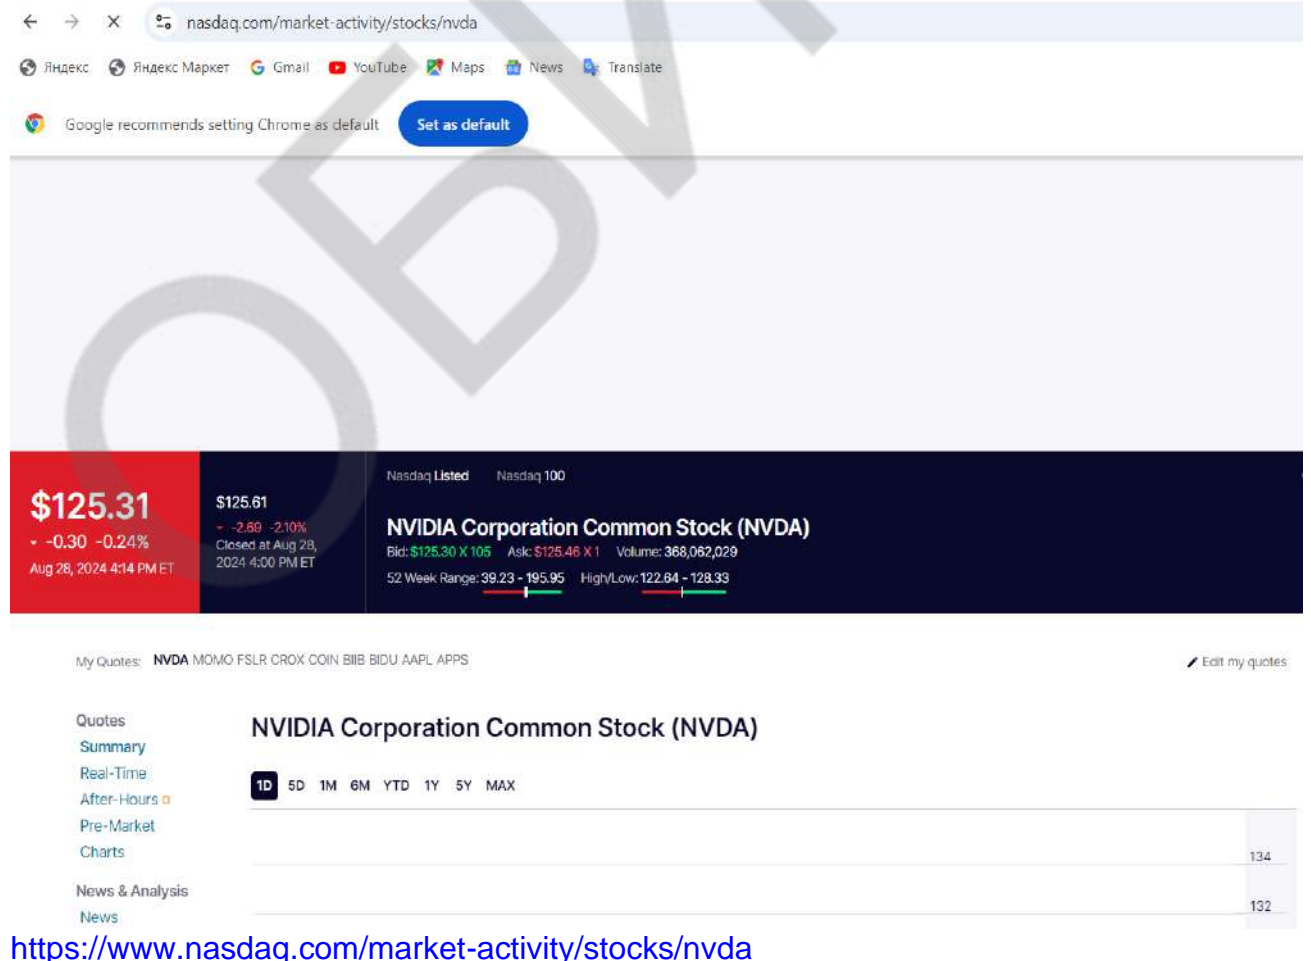 nasdaq.com/market-activity/stocks/nvda
Яндекс Яндекс Маркет Gmail YouTube Maps News Translate
Google recommends setting Chrome as default Set as default
Nasdaq Listed Nasdaq 100
$125.31
-0.30 -0.24%
Aug 28, 2024 4:14 PM ET
$125.61
-2.69 -2.10%
Closed at Aug 28,
2024 4:00 PM ET
NVIDIA Corporation Common Stock (NVDA)
Bid: $125.30 X 105 Ask: $125.46 X 1 Volume: 368,062,029
52 Week Range: 39.23 - 195.95 High/Low: 122.64 - 128.33
My Quotes: NVDA MOMO FSLR CROX COIN BIIB BIDU AAPL APPS
Edit my quotes
Quotes
Summary
Real-Time
After-Hours
Pre-Market
Charts
News & Analysis
News
NVIDIA Corporation Common Stock (NVDA)
1D 5D 1M 6M YTD 1Y 5Y MAX
134
132
https://www.nasdaq.com/market-activity/stocks/nvda